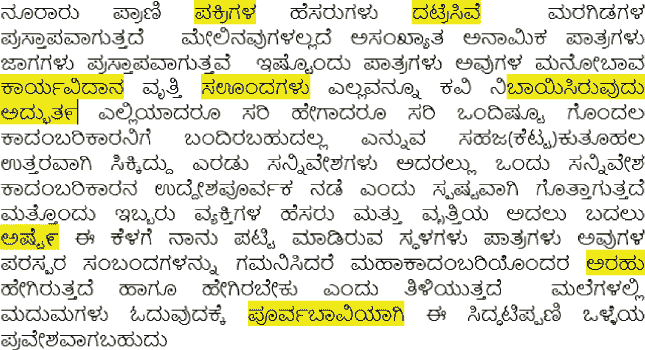 ನೂರಾರು ಪ್ರಾಣಿ ಪಕ್ರಿಗಳ ಹೆಸರುಗಳು ದಟ್ರೆಸಿವೆ ಮರಗಿಡಗಳ
ಪ್ರಸ್ತಾಪವಾಗುತ್ತದೆ ಮೇಲಿನವುಗಳಲ್ಲದೆ ಅಸಂಖ್ಯಾತ ಅನಾಮಿಕ ಪಾತ್ರಗಳು
ಜಾಗಗಳು ಪ್ರಸ್ತಾಪವಾಗುತ್ತವೆ ಇಷ್ಟೊಂದು ಪಾತ್ರಗಳು ಅವುಗಳ ಮನೋಬಾವ
ಕಾರ್ಯವಿದಾನ ವೃತ್ತಿ ಸಊಂದಗಳು ಎಲ್ಲವನ್ನೂ ಕವಿ ನಿಬಾಯಿಸಿರುವುದು
ಅದ್ಭುತ೯ ಎಲ್ಲಿಯಾದರೂ ಸರಿ ಹೇಗಾದರೂ ಸರಿ ಒಂದಿಷ್ಟೂ ಗೊಂದಲ
ಕಾದಂಬರಿಕಾರನಿಗೆ ಬಂದಿರಬಹುದಲ್ಲ ಎನ್ನುವ ಸಹಜ(ಕೆಟ್ಟ)ಕುತೂಹಲ
ಉತ್ತರವಾಗಿ ಸಿಕ್ಕಿದ್ದು ಎರಡು ಸನ್ನಿವೇಶಗಳು ಅದರಲ್ಲು ಒಂದು ಸನ್ನಿವೇಶ
ಕಾದಂಬರಿಕಾರನ ಉದ್ದೇಶಪೂರ್ವಕ ನಡೆ ಎಂದು ಸ್ಪಷ್ಟವಾಗಿ ಗೊತ್ತಾಗುತ್ತದೆ
ಮತ್ತೊಂದು ಇಬ್ಬರು ವ್ಯಕ್ತಿಗಳ ಹೆಸರು ಮತ್ತು ವೃತ್ತಿಯ ಅದಲು ಬದಲು
ಅಷ್ಟೆ೯ ಈ ಕೆಳಗೆ ನಾನು ಪಟ್ಟಿ ಮಾಡಿರುವ ಸ್ಥಳಗಳು ಪಾತ್ರಗಳು ಅವುಗಳ
ಪರಸ್ಪರ ಸಂಬಂದಗಳನ್ನು ಗಮನಿಸಿದರೆ ಮಹಾಕಾದಂಬರಿಯೊಂದರ ಅರಹು
ಹೇಗಿರುತ್ತದೆ ಹಾಗೂ ಹೇಗಿರಬೇಕು ಎಂದು ತಿಳಿಯುತ್ತದೆ ಮಲೆಗಳಲ್ಲಿ
ಮದುಮಗಳು ಓದುವುದಕ್ಕೆ ಪೂರ್ವಬಾವಿಯಾಗಿ ಈ ಸಿದ್ಧಟಿಪ್ಪಣಿ ಒಳ್ಳೆಯ
ಪ್ರವೇಶವಾಗಬಹುದು